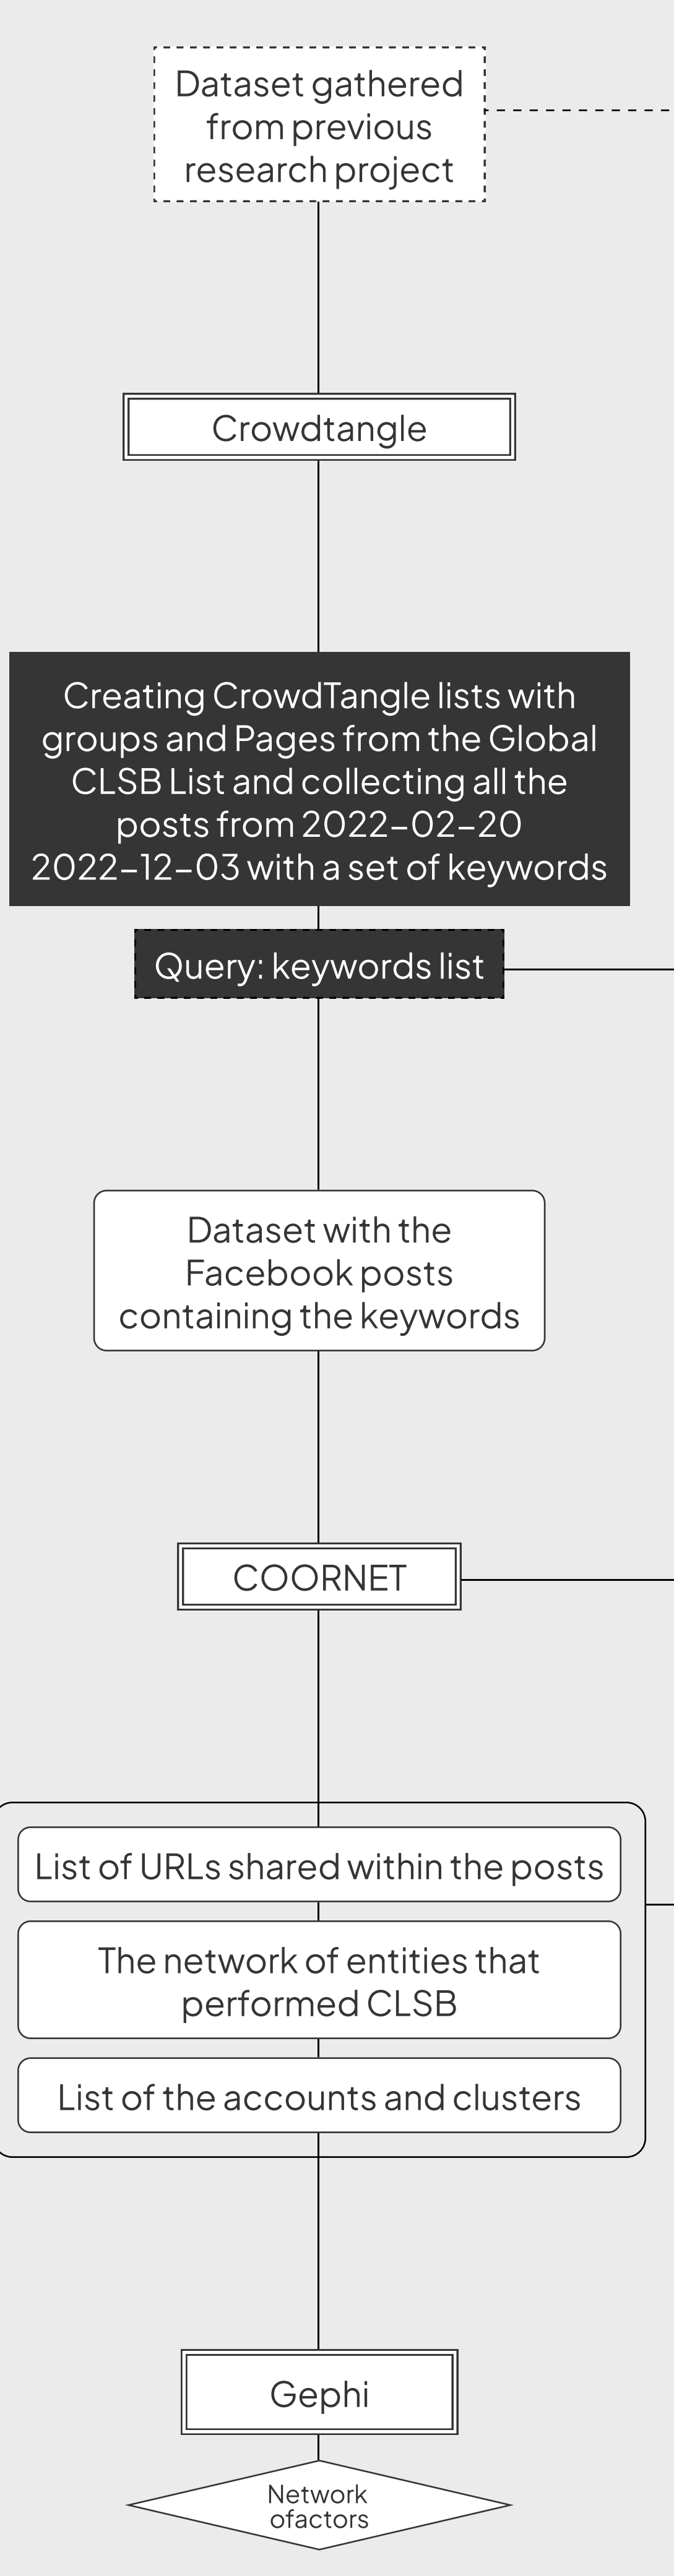 Dataset gathered
from previous
research project
Crowdtangle
Creating CrowdTangle lists with
groups and Pages from the Global
CLSB List and collecting all the
posts from 2022–02–20
2022–12–03 with a set of keywords
Query: keywords list
Dataset with the
Facebook posts
containing the keywords
COORNET
List of URLs shared within the posts
The network of entities that
performed CLSB
List of the accounts and clusters
Gephi
Network
ofactors